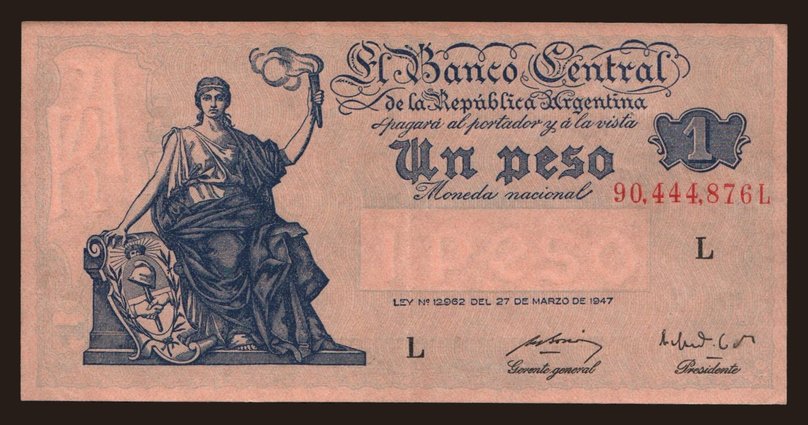 El Banco Central
de la República Argentina
pagará al portador y á la vista
1
Un peso
Moneda nacional
90,444,876 L
L
LEY Nº 12962 DEL 27 DE MARZO DE 1947
L
Gerente general
Presidente